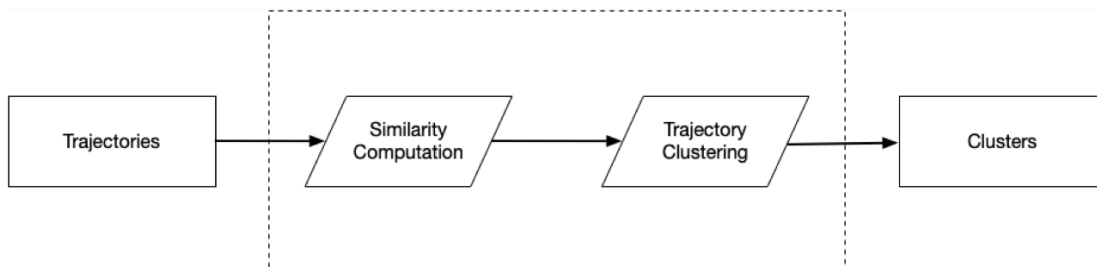 Trajectories
Similarity
Computation
Trajectory
Clustering
Clusters